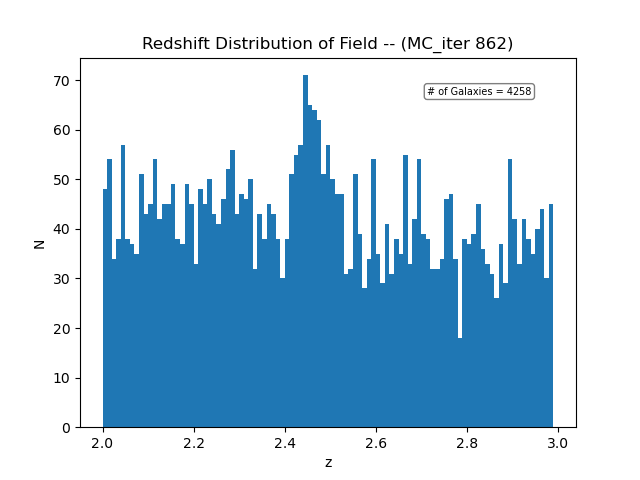 Redshift Distribution of Field -- (MC_iter 862)
# of Galaxies = 4258
N
70
60
50
40
30
20
10
0
2.0 2.2 2.4 2.6 2.8 3.0
z